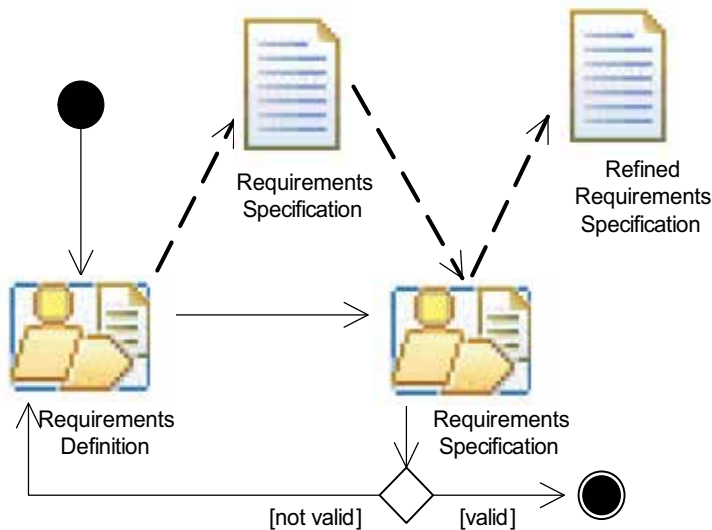 Requirements
Specification
Refined
Requirements
Specification
Requirements
Definition
Requirements
Specification
[not valid]
[valid]